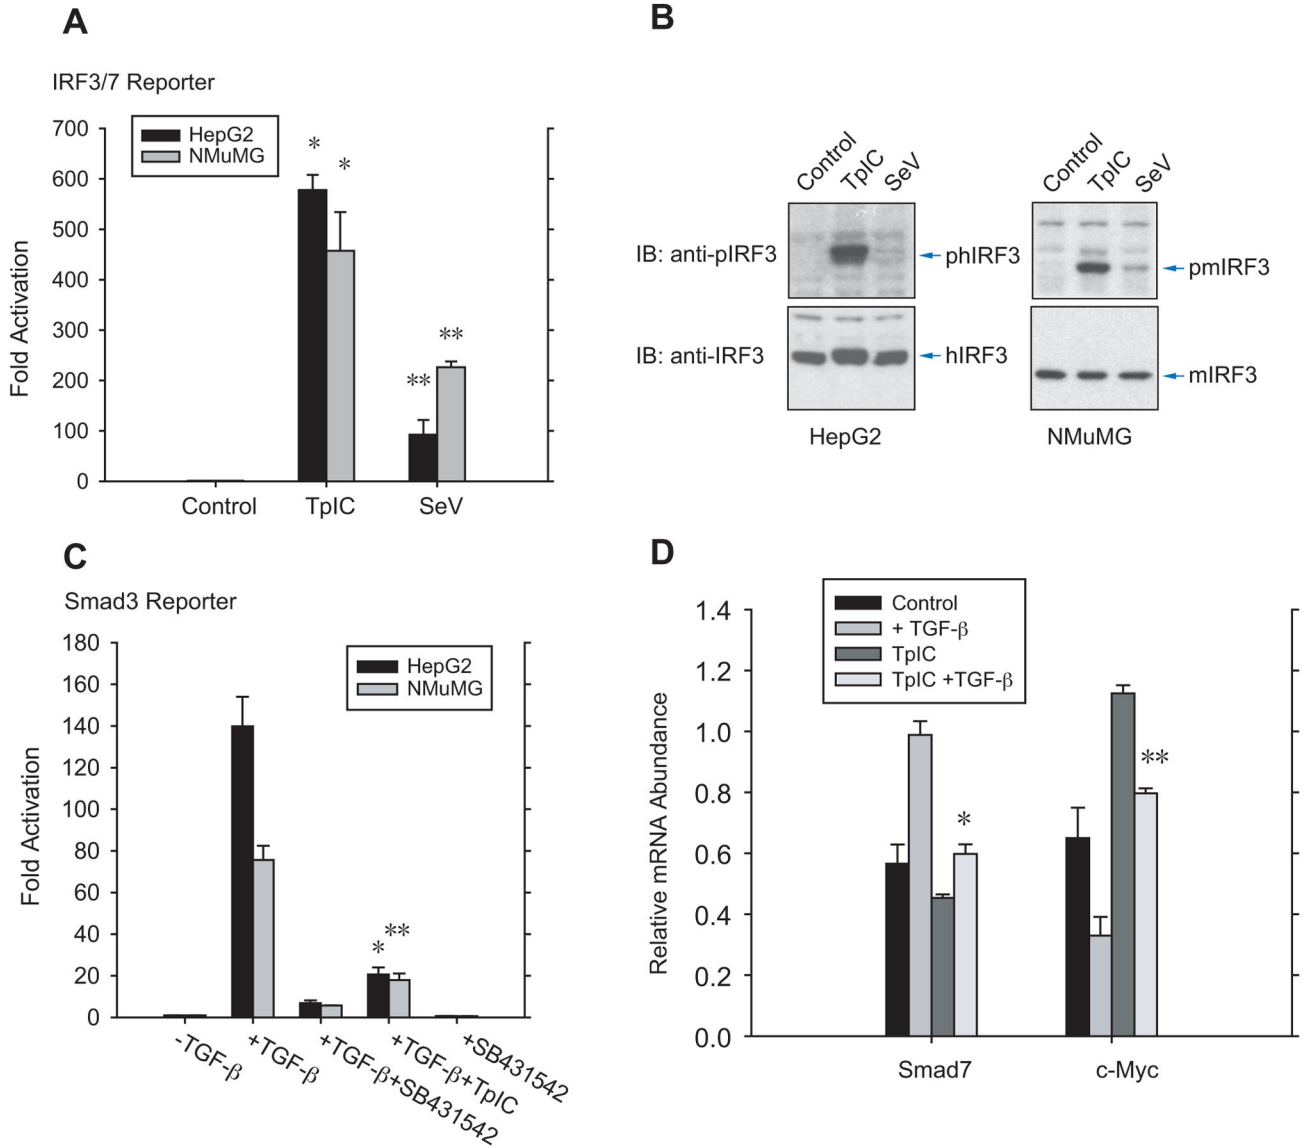 A
IRF3/7 Reporter
HepG2
NMuMG
Fold Activation
700
600
500
400
300
200
100
0
*
*
**
**
Control
TpIC
SeV
B
Control
TpIC
SeV
Control
TpIC
SeV
IB: anti-pIRF3
phIRF3
pmIRF3
IB: anti-IRF3
hIRF3
mIRF3
HepG2
NMuMG
C
Smad3 Reporter
HepG2
NMuMG
Fold Activation
180
160
140
120
100
80
60
40
20
0
*
**
-TGF-β
+TGF-β
+TGF-β+SB431542
+TGF-β+TpIC
+SB431542
D
Control
+ TGF-β
TpIC
TpIC +TGF-β
Relative mRNA Abundance
1.4
1.2
1.0
0.8
0.6
0.4
0.2
0.0
*
**
Smad7
c-Myc